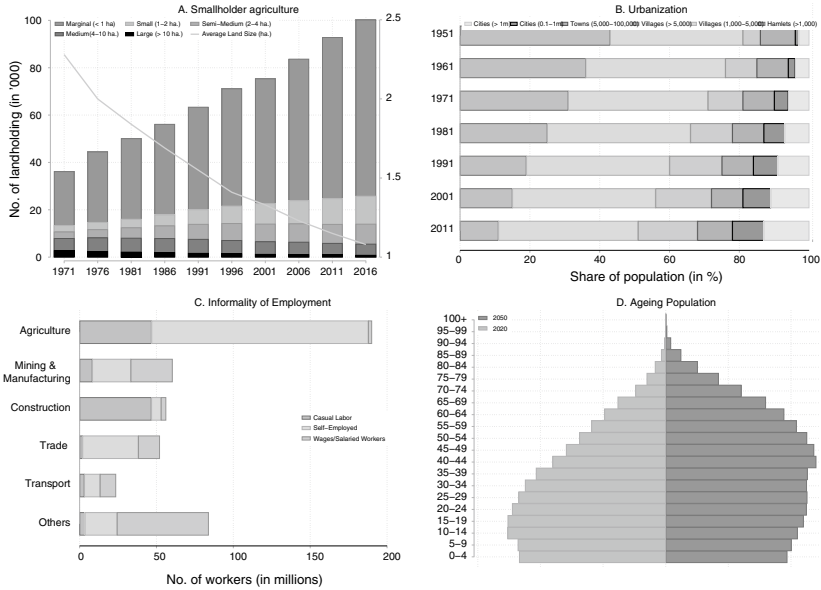 A. Smallholder agriculture
Marginal (< 1 ha) Small (1–2 ha.) Semi–Medium (2–4 ha.)
Medium(4–10 ha.) Large (> 10 ha.) Average Land Size (ha.)
No. of landholding (in '000)
100
80
60
40
20
0
2.5
2
1.5
1
1971 1976 1981 1986 1991 1996 2001 2006 2011 2016
B. Urbanization
Cities (> 1m) Cities (0.1–1m) Towns (5,000–100,000) Villages (> 5,000) Villages (1,000–5,000) Hamlets (>1,000)
1951
1961
1971
1981
1991
2001
2011
0 20 40 60 80 100
Share of population (in %)
C. Informality of Employment
Agriculture
Mining &
Manufacturing
Construction
Trade
Transport
Others
Casual Labor
Self–Employed
Wages/Salaried Workers
0 50 100 150 200
No. of workers (in millions)
D. Ageing Population
2050
2020
100+
95–99
90–94
85–89
80–84
75–79
70–74
65–69
60–64
55–59
50–54
45–49
40–44
35–39
30–34
25–29
20–24
15–19
10–14
5–9
0–4